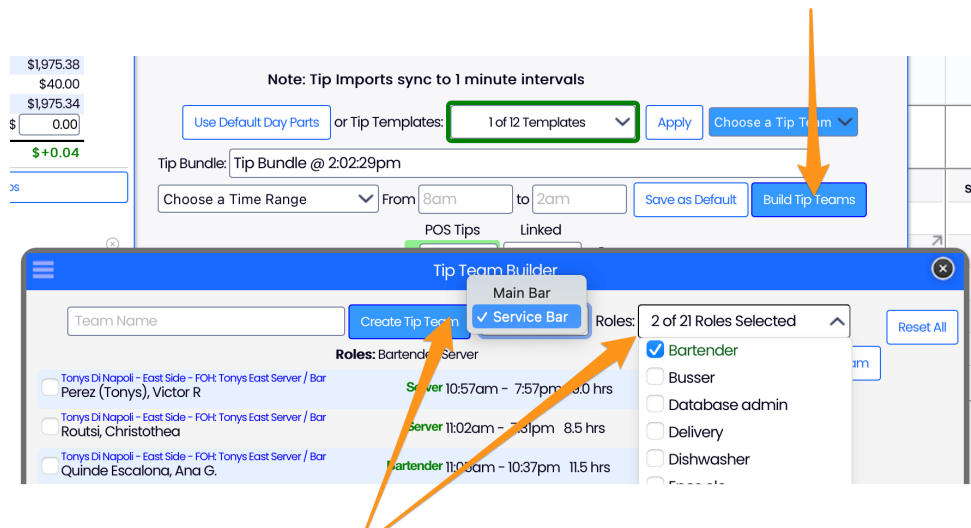 $1,975.38
$40.00
$1,975.34
$ 0.00
$+0.04
Note: Tip Imports sync to 1 minute intervals
Use Default Day Parts or Tip Templates: 1 of 12 Templates Apply Choose a Tip Team
Tip Bundle: Tip Bundle @ 2:02:29pm
Choose a Time Range From 8am to 2am Save as Default Build Tip Teams
POS Tips Linked
Tip Team Builder
Main Bar
Team Name Create Tip Team ✓ Service Bar Roles: 2 of 21 Roles Selected Reset All
Roles: Bartender, Server
Bartender
Busser
Database admin
Delivery
Dishwasher
Tonys Di Napoli - East Side - FOH: Tonys East Server / Bar
Perez (Tonys), Victor R Server 10:57am - 7:57pm 9.0 hrs
Tonys Di Napoli - East Side - FOH: Tonys East Server / Bar
Routsi, Christothea Server 11:02am - 7:31pm 8.5 hrs
Tonys Di Napoli - East Side - FOH: Tonys East Server / Bar
Quinde Escalona, Ana G. Bartender 11:05am - 10:37pm 11.5 hrs